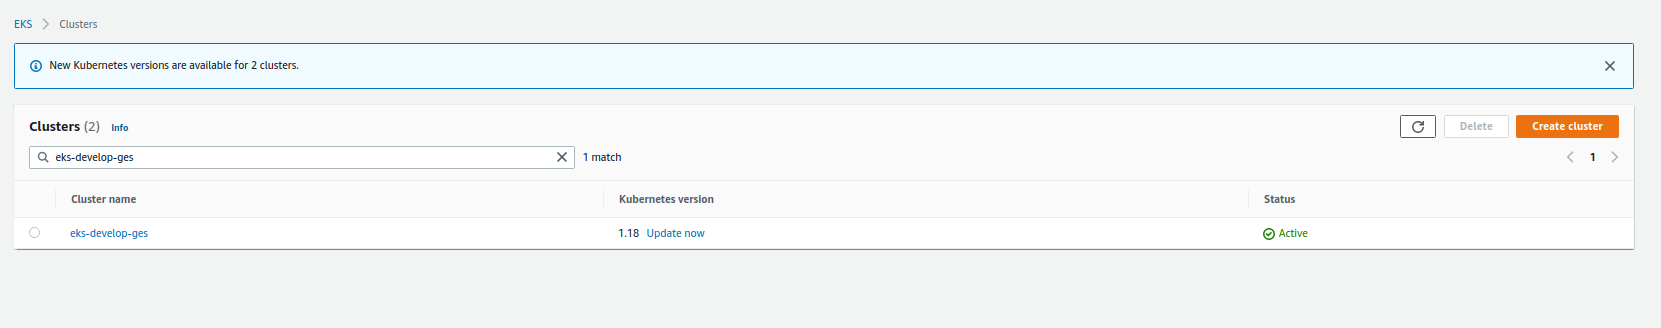 EKS > Clusters
New Kubernetes versions are available for 2 clusters.
Clusters (2) Info
Delete
Create cluster
eks-develop-ges
1 match
1
Cluster name
Kubernetes version
Status
eks-develop-ges
1.18 Update now
Active